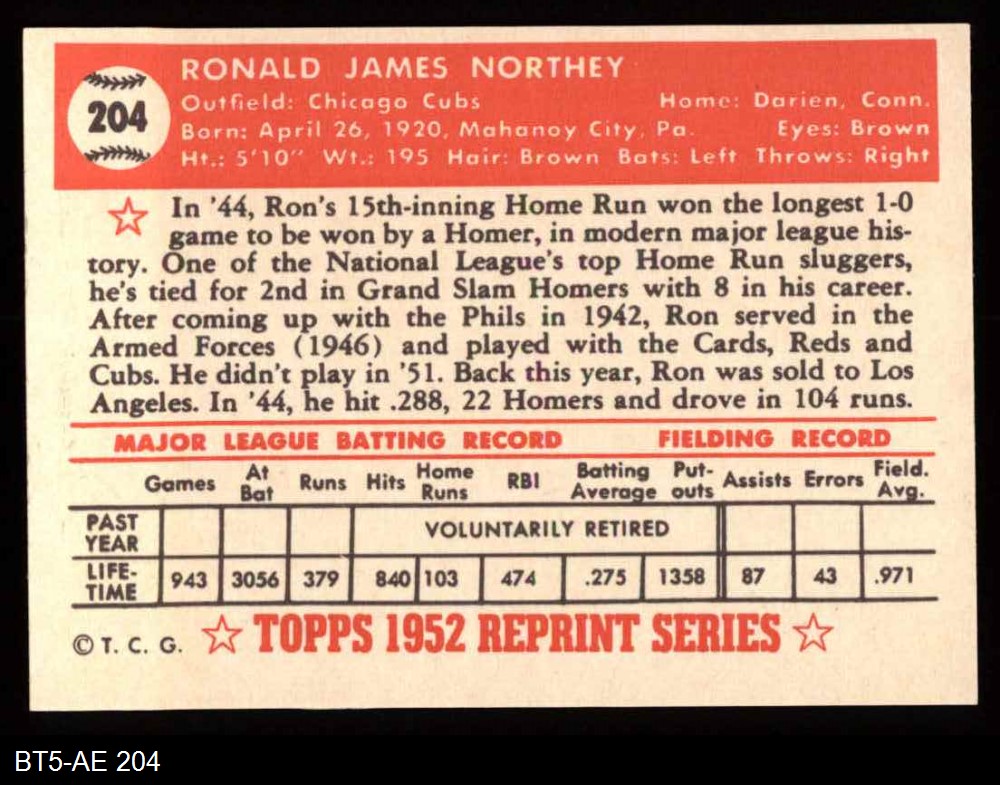 204
RONALD JAMES NORTHEY
Outfield: Chicago Cubs Home: Darien, Conn.
Born: April 26, 1920, Mahanoy City, Pa. Eyes: Brown
Ht.: 5'10" Wt.: 195 Hair: Brown Bats: Left Throws: Right
In '44, Ron's 15th-inning Home Run won the longest 1-0
game to be won by a Homer, in modern major league his-
tory. One of the National League's top Home Run sluggers,
he's tied for 2nd in Grand Slam Homers with 8 in his career.
After coming up with the Phils in 1942, Ron served in the
Armed Forces (1946) and played with the Cards, Reds and
Cubs. He didn't play in '51. Back this year, Ron was sold to Los
Angeles. In '44, he hit .288, 22 Homers and drove in 104 runs.
MAJOR LEAGUE BATTING RECORD FIELDING RECORD
Games At Bat Runs Hits Home Runs RBI Batting Average Put-outs Assists Errors Field. Avg.
PAST YEAR VOLUNTARILY RETIRED
LIFE-TIME 943 3056 379 840 103 474 .275 1358 87 43 .971
© T. C. G. ☆ TOPPS 1952 REPRINT SERIES ☆
BT5-AE 204